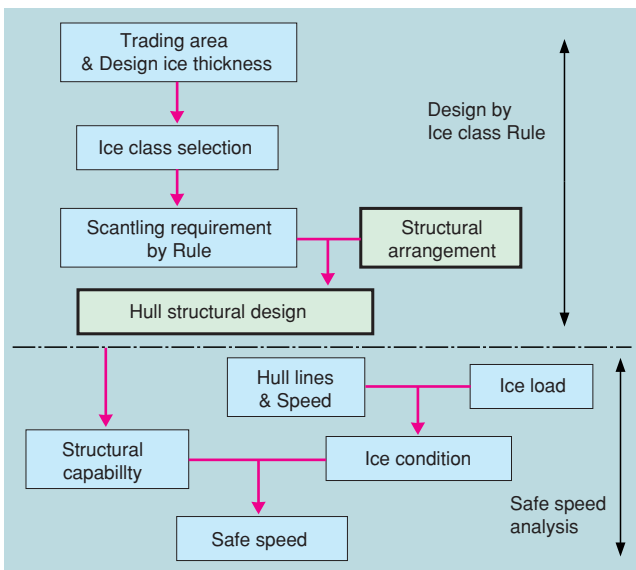 Trading area
& Design ice thickness
Design by
Ice class Rule
Ice class selection
Scantling requirement
by Rule
Structural
arrangement
Hull structural design
Hull lines
& Speed
Ice load
Structural
capabillty
Ice condition
Safe speed
analysis
Safe speed